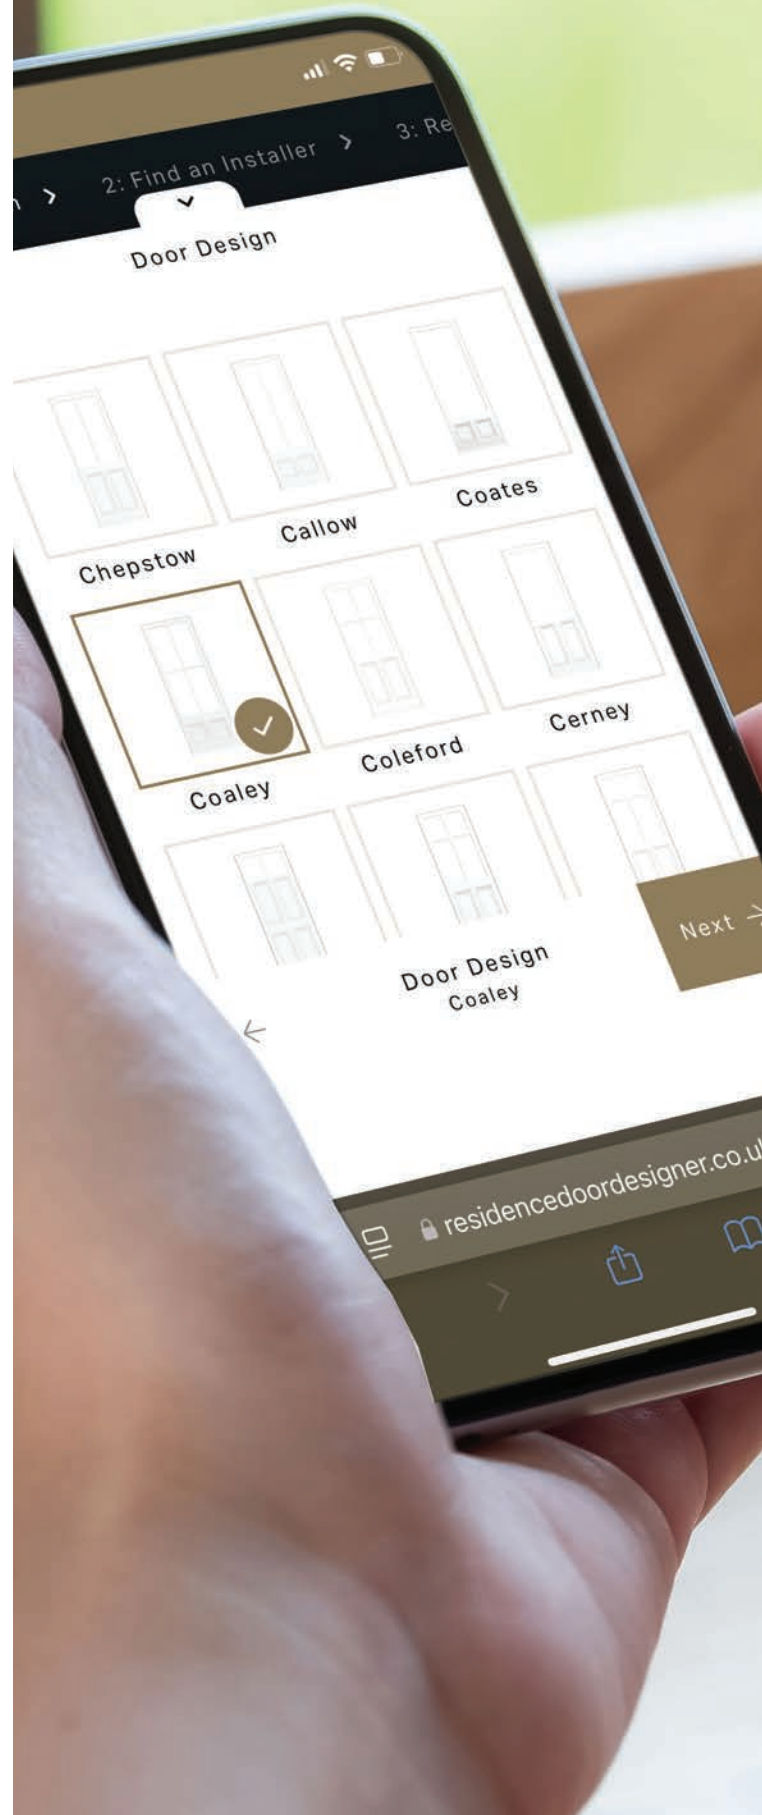 2: Find an Installer
3: Re
Door Design
Chepstow
Callow
Coates
Coaley
Coleford
Cerney
Next
Door Design
Coaley
residencedoordesigner.co.u